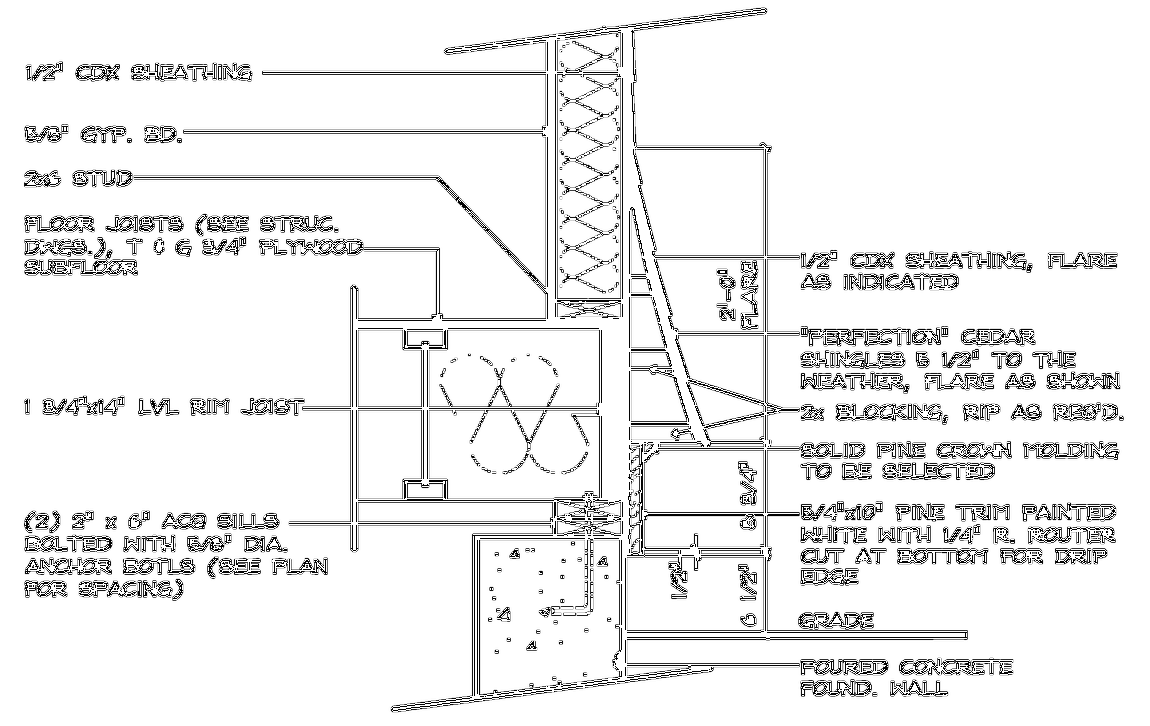 1/2" CDX SHEATHING
5/8" GYP. BD.
2x6 STUD
FLOOR JOISTS (SEE STRUC.
DWGS.), T & G 3/4" PLYWOOD
SUBFLOOR
1 3/4"x14" LVL RIM JOIST
(2) 2" x 6" ACQ SILLS
BOLTED WITH 5/8" DIA.
ANCHOR BOTLS (SEE PLAN
FOR SPACING)
2'-0"
FLARE
1/2" CDX SHEATHING, FLARE
AS INDICATED
"PERFECTION" CEDAR
SHINGLES 5 1/2" TO THE
WEATHER, FLARE AS SHOWN
2x BLOCKING, RIP AS REQ'D.
SOLID PINE CROWN MOLDING
TO BE SELECTED
5/4"x10" PINE TRIM PAINTED
WHITE WITH 1/4" R. ROUTER
CUT AT BOTTOM FOR DRIP
EDGE
3/4"
1/2"
6 1/2"
GRADE
POURED CONCRETE
FOUND. WALL